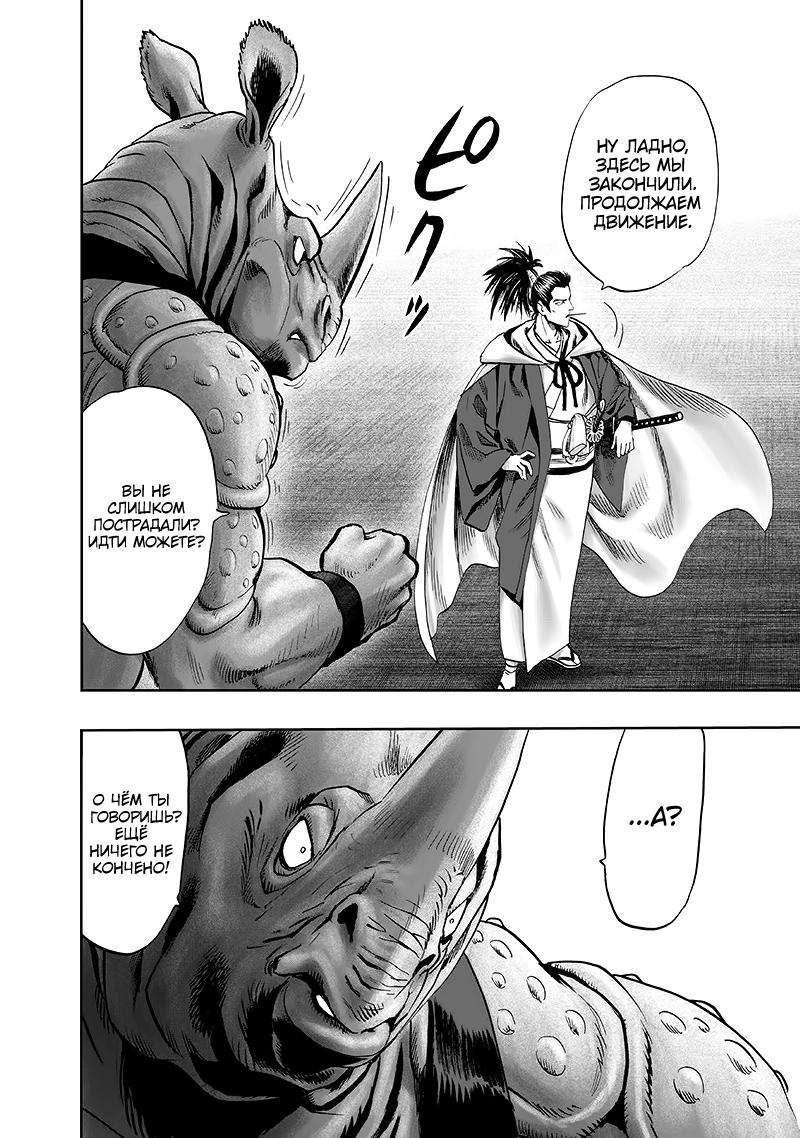 НУ ЛАДНО,
ЗДЕСЬ МЫ
ЗАКОНЧИЛИ.
ПРОДОЛЖАЕМ
ДВИЖЕНИЕ.
ピクッ
ВЫ НЕ
СЛИШКОМ
ПОСТРАДАЛИ?
ИДТИ МОЖЕТЕ?
...А?
О ЧЁМ ТЫ
ГОВОРИШЬ?
ЕЩЁ
НИЧЕГО НЕ
КОНЧЕНО!